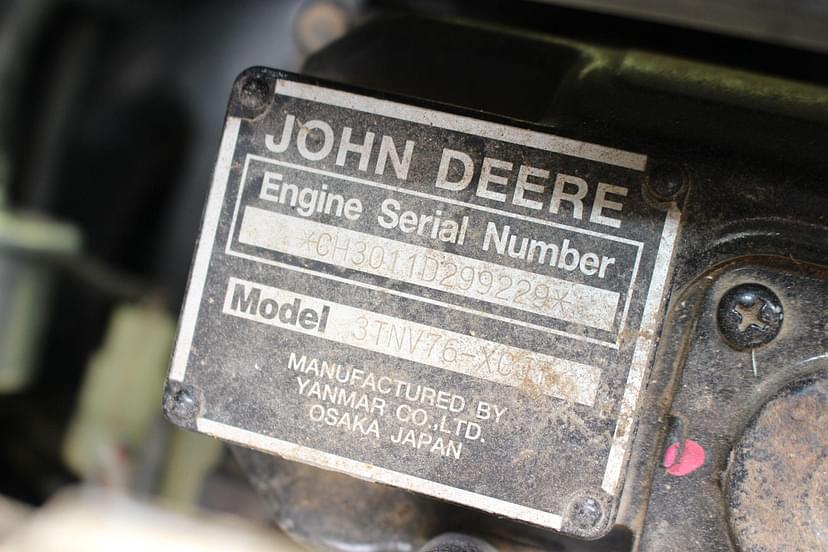 JOHN DEERE
Engine Serial Number
*CH3011D299229*
Model
MANUFACTURED BY
YANMAR CO.,LTD.
OSAKA JAPAN